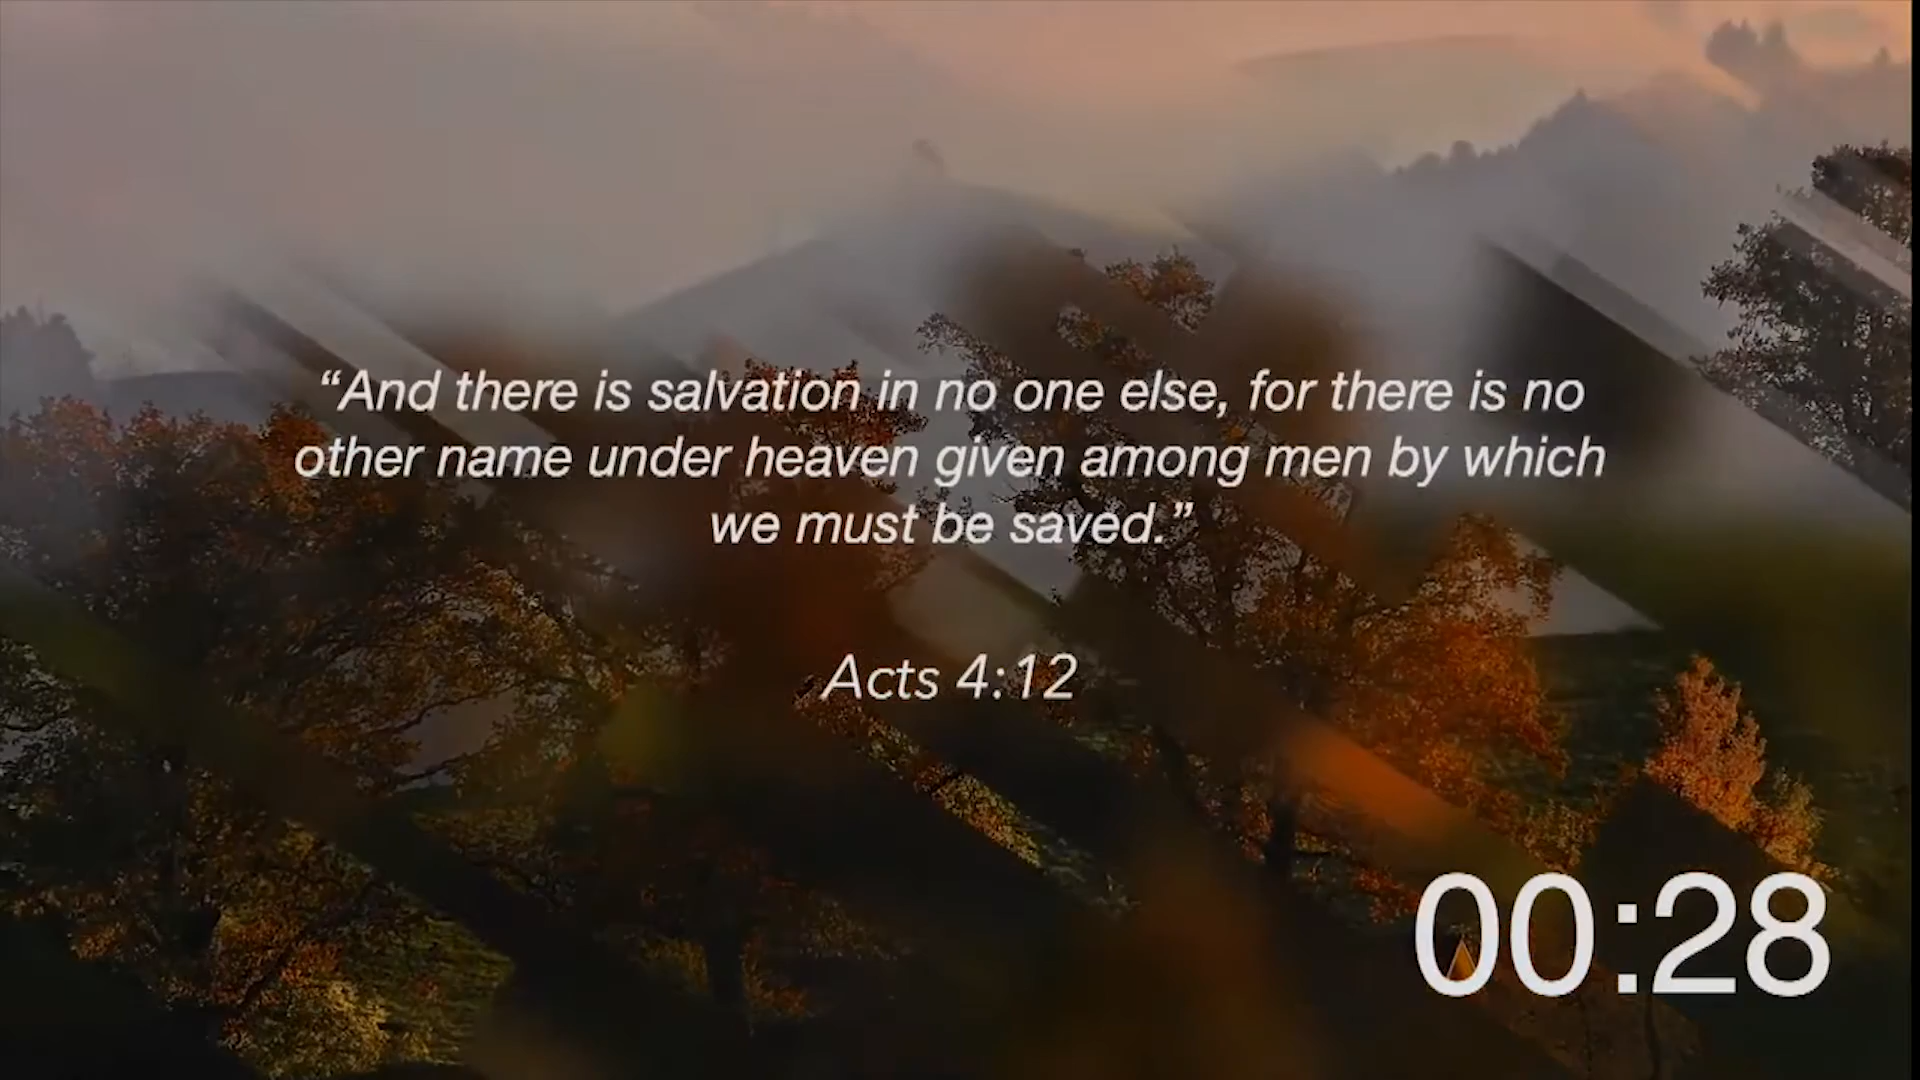 “And there is salvation in no one else, for there is no
other name under heaven given among men by which
we must be saved.”
Acts 4:12
00:28